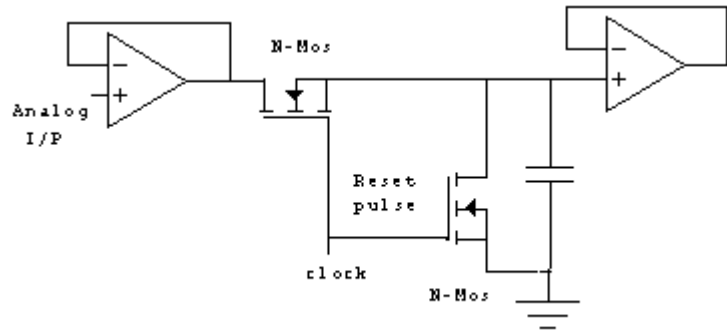 N-Mos
Analog
I/P
Reset
pulse
clock
N-Mos